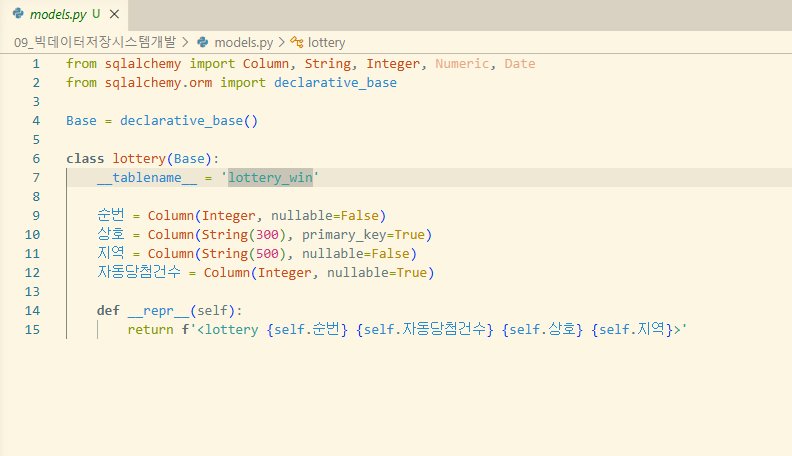 models.py U ×
09_빅데이터저장시스템개발 > models.py > lottery
1 from sqlalchemy import Column, String, Integer, Numeric, Date
2 from sqlalchemy.orm import declarative_base
3
4 Base = declarative_base()
5
6 class lottery(Base):
7     __tablename__ = 'lottery_win'
8
9     순번 = Column(Integer, nullable=False)
10     상호 = Column(String(300), primary_key=True)
11     지역 = Column(String(500), nullable=False)
12     자동당첨건수 = Column(Integer, nullable=True)
13
14     def __repr__(self):
15         return f'<lottery {self.순번} {self.자동당첨건수} {self.상호} {self.지역}>'